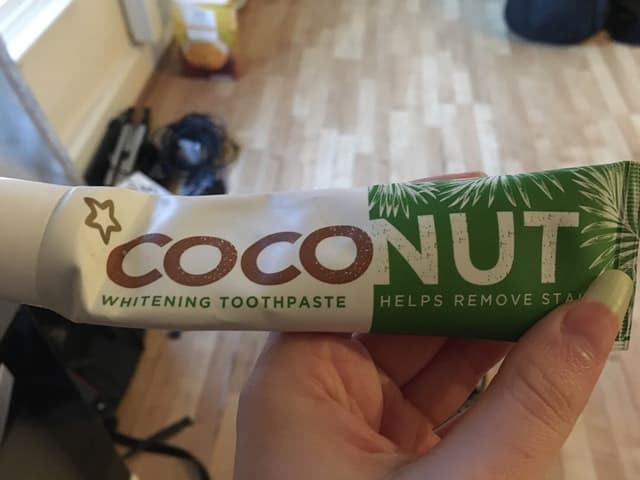 COCONUT
WHITENING TOOTHPASTE
HELPS REMOVE